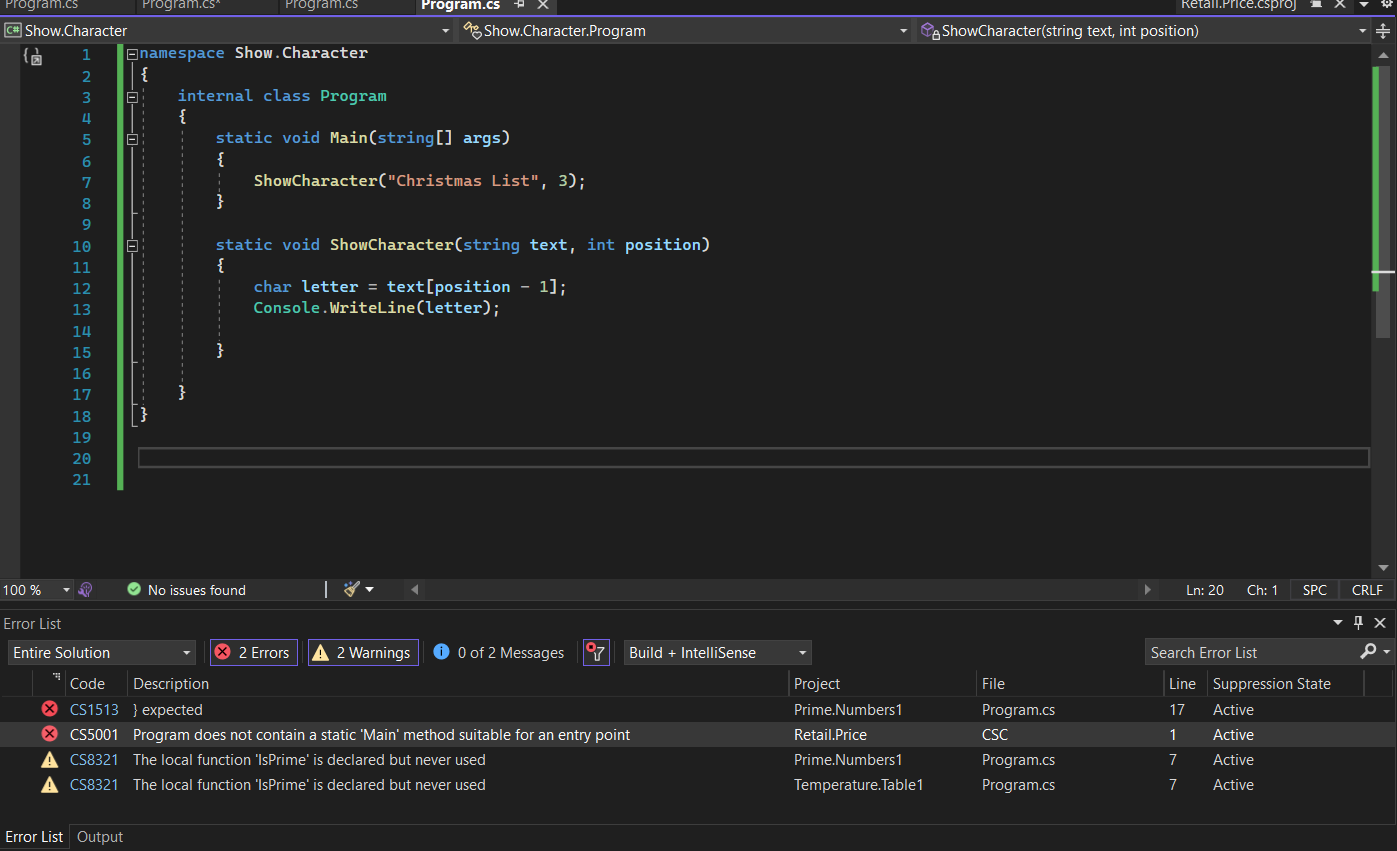 Program.cs Program.cs* Program.cs Program.cs Retail.Price.csproj
C# Show.Character Show.Character.Program ShowCharacter(string text, int position)
1 namespace Show.Character
2 {
3 internal class Program
4 {
5 static void Main(string[] args)
6 {
7 ShowCharacter("Christmas List", 3);
8 }
9
10 static void ShowCharacter(string text, int position)
11 {
12 char letter = text[position - 1];
13 Console.WriteLine(letter);
14
15 }
16
17 }
18 }
19
20
21
100 % No issues found Ln: 20 Ch: 1 SPC CRLF
Error List
Entire Solution 2 Errors 2 Warnings 0 of 2 Messages Build + IntelliSense Search Error List
Code Description Project File Line Suppression State
CS1513 } expected Prime.Numbers1 Program.cs 17 Active
CS5001 Program does not contain a static 'Main' method suitable for an entry point Retail.Price CSC 1 Active
CS8321 The local function 'IsPrime' is declared but never used Prime.Numbers1 Program.cs 7 Active
CS8321 The local function 'IsPrime' is declared but never used Temperature.Table1 Program.cs 7 Active
Error List Output